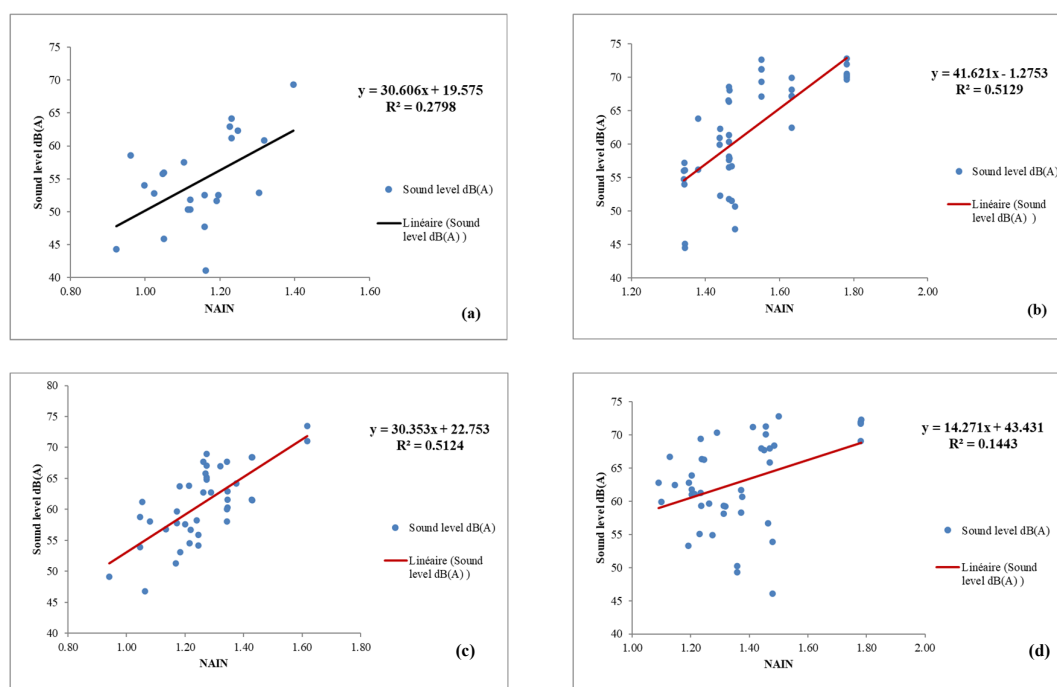 75
70
65
60
55
50
45
40
Sound level dB(A)
y = 30.606x + 19.575
R² = 0.2798
Sound level dB(A)
Linéaire (Sound
level dB(A) )
0.80
1.00
1.20
1.40
1.60
NAIN
(a)
75
70
65
60
55
50
45
40
Sound level dB(A)
y = 41.621x - 1.2753
R² = 0.5129
Sound level dB(A)
Linéaire (Sound
level dB(A) )
1.20
1.40
1.60
1.80
2.00
NAIN
(b)
80
75
70
65
60
55
50
45
40
Sound level dB(A)
y = 30.353x + 22.753
R² = 0.5124
Sound level dB(A)
Linéaire (Sound
level dB(A) )
0.80
1.00
1.20
1.40
1.60
1.80
NAIN
(c)
75
70
65
60
55
50
45
40
Sound level dB(A)
y = 14.271x + 43.431
R² = 0.1443
Sound level dB(A)
Linéaire (Sound
level dB(A) )
1.00
1.20
1.40
1.60
1.80
2.00
NAIN
(d)